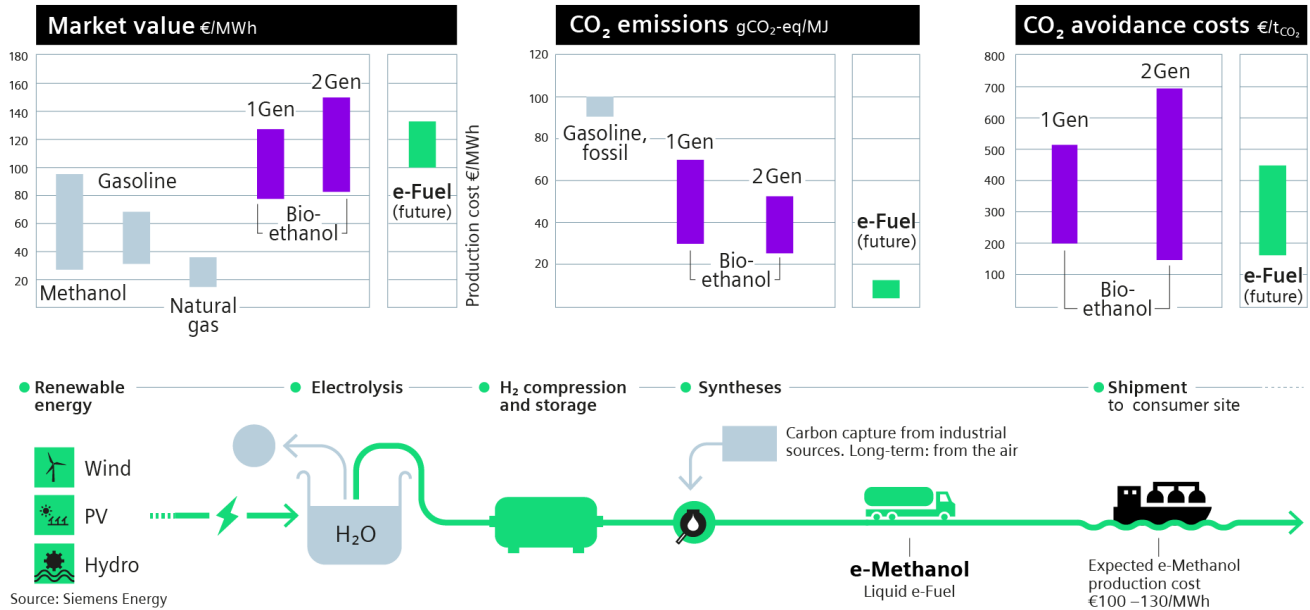 Market value €/MWh
180
160
140
120
100
80
60
40
20
Methanol
Gasoline
Natural
gas
1Gen
2Gen
Bio-
ethanol
e-Fuel
(future)
Production cost €/MWh
CO₂ emissions gCO₂-eq/MJ
120
100
80
60
40
20
Gasoline,
fossil
1Gen
2Gen
Bio-
ethanol
e-Fuel
(future)
CO₂ avoidance costs €/tCO₂
800
700
600
500
400
300
200
100
1Gen
2Gen
Bio-
ethanol
e-Fuel
(future)
Renewable
energy
Wind
PV
Hydro
Electrolysis
H₂O
H₂ compression
and storage
Syntheses
Carbon capture from industrial
sources. Long-term: from the air
e-Methanol
Liquid e-Fuel
Shipment
to consumer site
Expected e-Methanol
production cost
€100 –130/MWh
Source: Siemens Energy